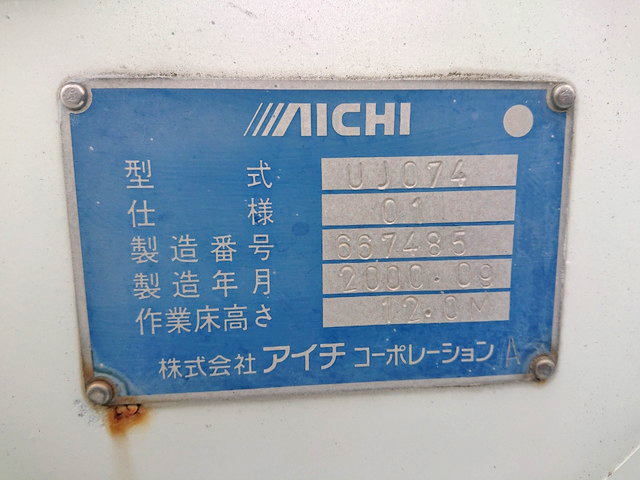 AICHI
型式 UJ074
仕様 011
製造番号 667485
製造年月 2000.09
作業床高さ 12.0M
株式会社 アイチ コーポレーション A